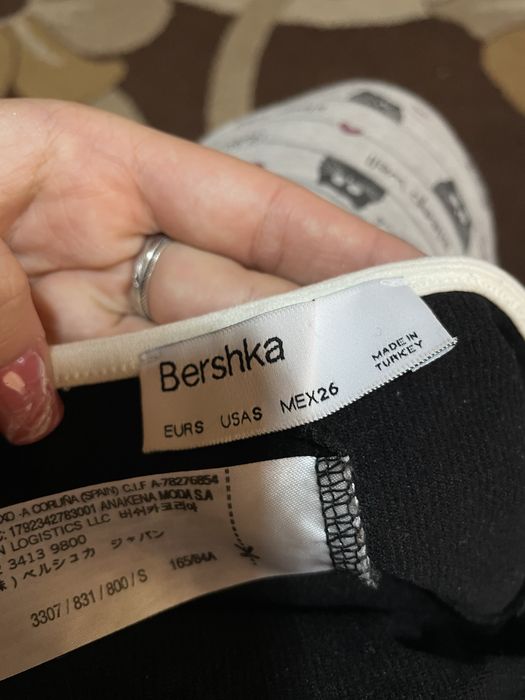 Bershka
EUR S USA S MEX 26
MADE IN
TURKEY
-A CORUÑA (SPAIN) C.I.F A-78276854
: 1792342783001 ANAKENA MODA S.A
N LOGISTICS LLC 버쉬카코리아
3413 9800
) ベルシュカ ジャパン
165/84A
3307 / 831 / 800 / S